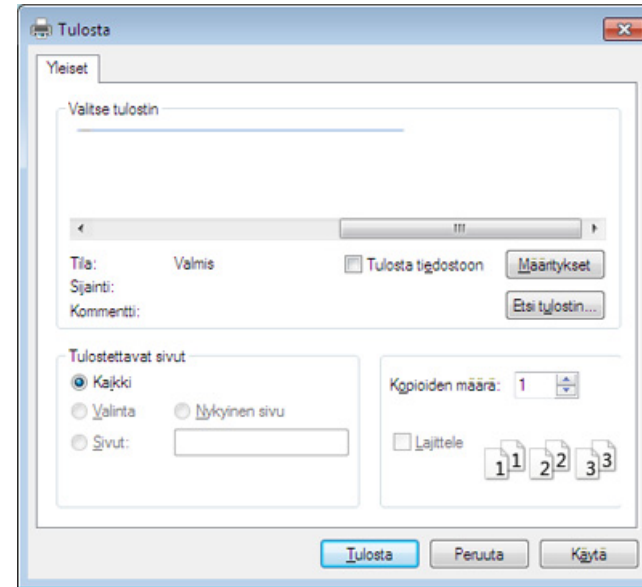 Tulosta
Yleiset
Valitse tulostin
Tila: Valmis
Tulosta tiedostoon
Määritykset
Sijainti:
Kommentti:
Etsi tulostin...
Tulostettavat sivut
Kaikki
Valinta
Nykyinen sivu
Sivut:
Kopioiden määrä: 1
Lajittele
1 1 2 2 3 3
Tulosta
Peruuta
Käytä